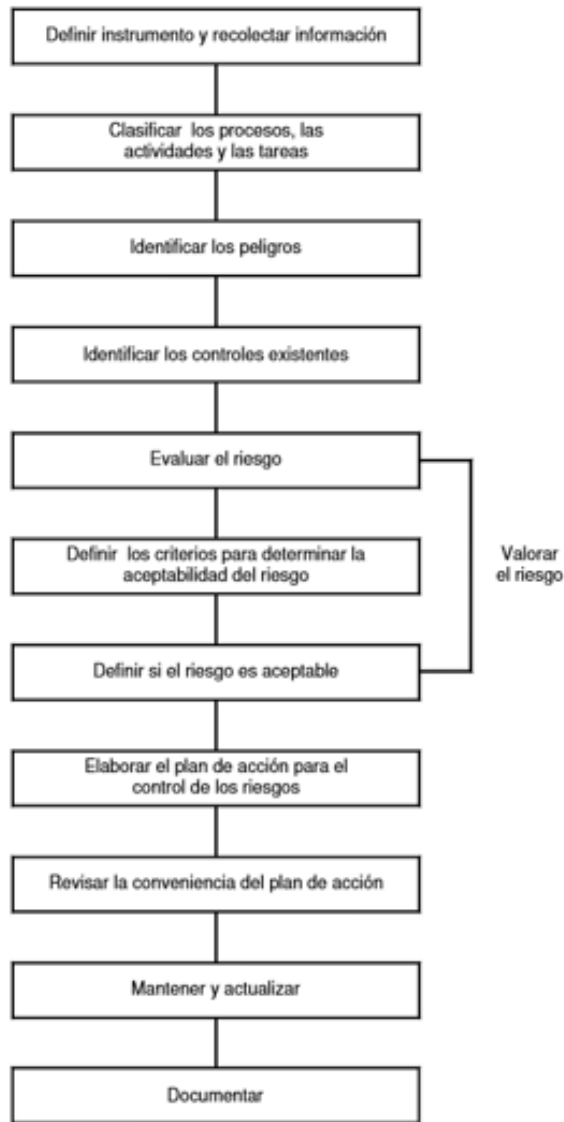 Definir instrumento y recolectar información
Clasificar los procesos, las
actividades y las tareas
Identificar los peligros
Identificar los controles existentes
Evaluar el riesgo
Definir los criterios para determinar la
aceptabilidad del riesgo
Valorar
el riesgo
Definir si el riesgo es aceptable
Elaborar el plan de acción para el
control de los riesgos
Revisar la conveniencia del plan de acción
Mantener y actualizar
Documentar